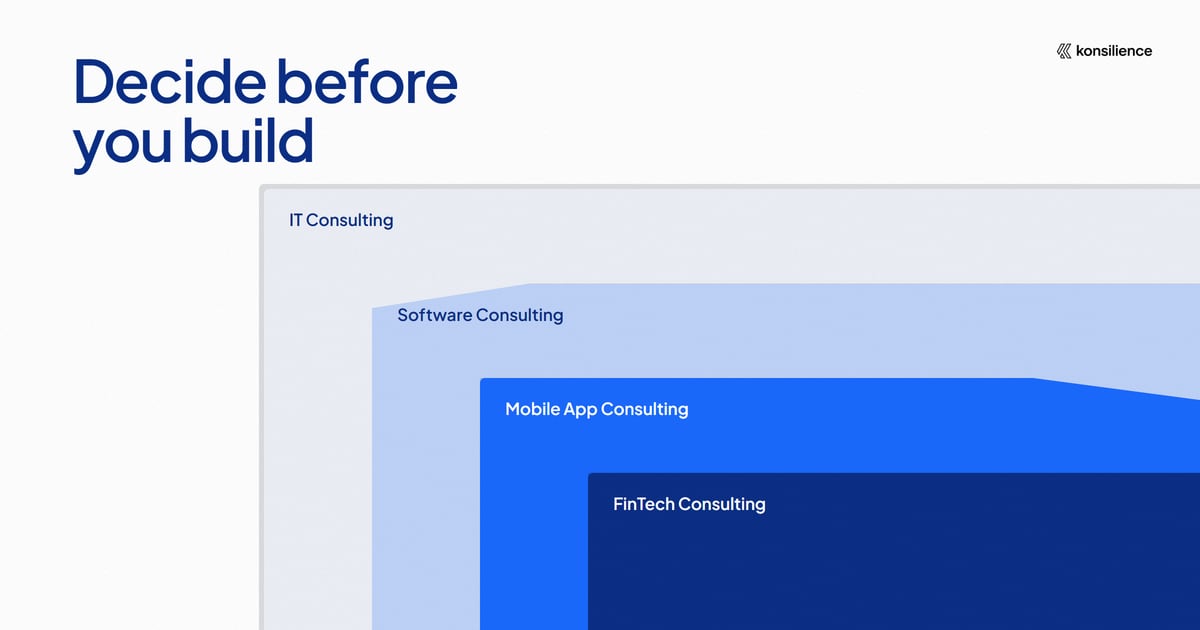 Decide before
you build
konsilience
IT Consulting
Software Consulting
Mobile App Consulting
FinTech Consulting